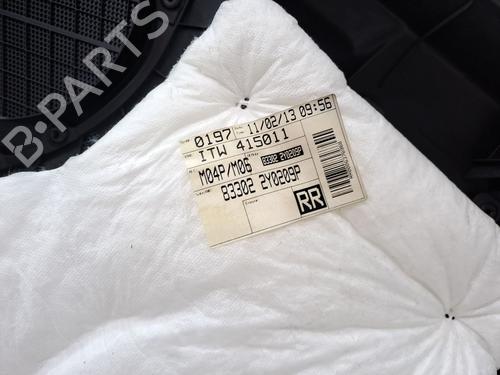 B-PARTS
0197 11/02/13 09:56
ITW 415011
M04P/M06 83302 2Y0209P
83302 2Y0209P
RR